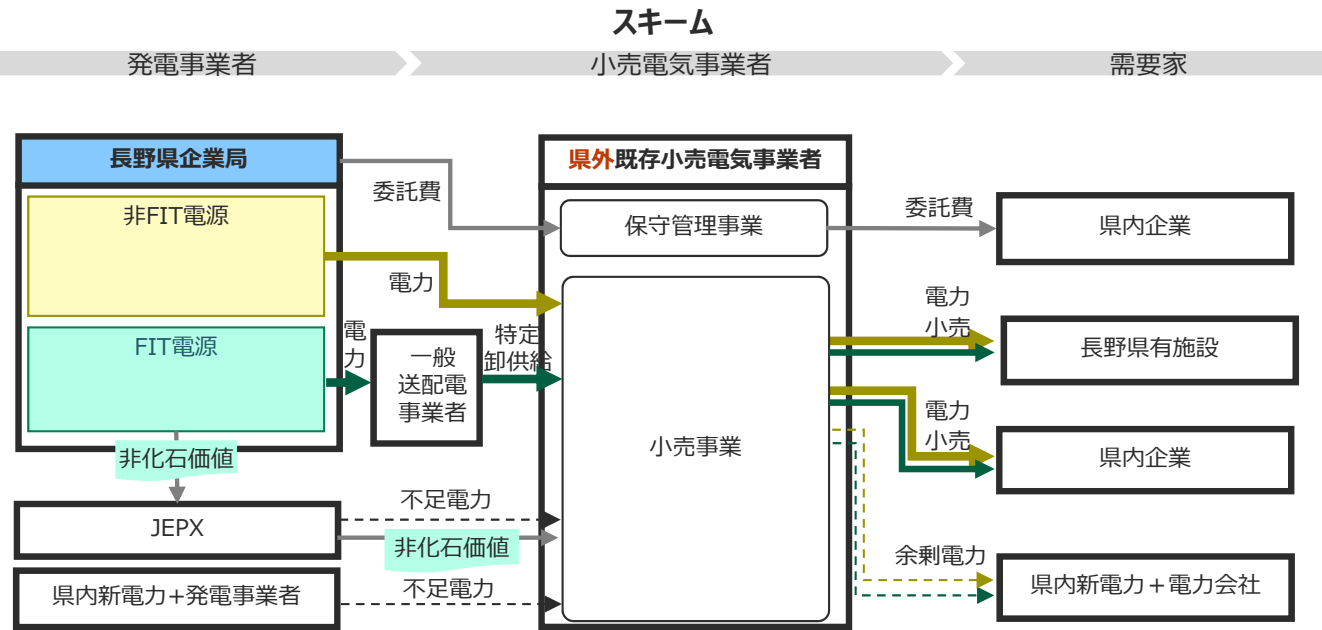 スキーム
発電事業者
小売電気事業者
需要家
長野県企業局
非FIT電源
FIT電源
非化石価値
JEPX
県内新電力+発電事業者
委託費
電力
電
力
一般
送配電
事業者
特定
卸供給
不足電力
非化石価値
不足電力
県外既存小売電気事業者
保守管理事業
小売事業
委託費
電力
小売
電力
小売
余剰電力
県内企業
長野県有施設
県内企業
県内新電力+電力会社